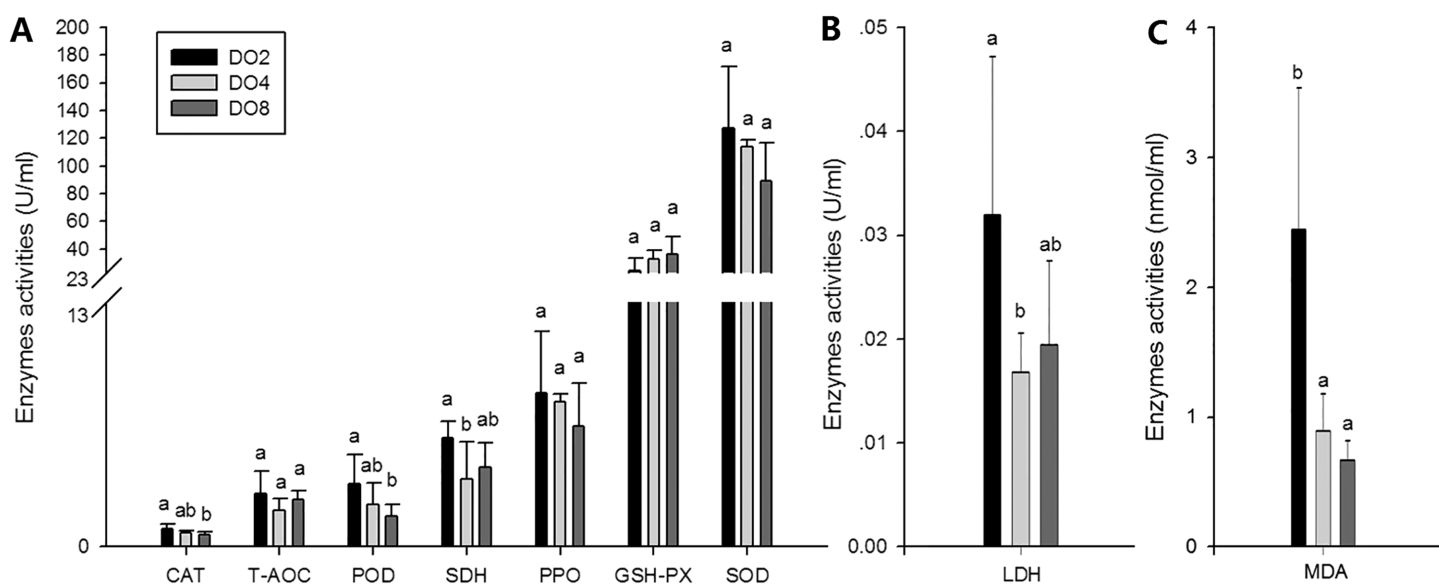 A
Enzymes activities (U/ml)
200
180
160
140
120
100
80
60
40
23
13
0
DO2
DO4
DO8
a ab b
a a a
a ab b
a b ab
a a a
a a a
a a a
CAT T-AOC POD SDH PPO GSH-PX SOD
B
Enzymes activities (U/ml)
.05
.04
.03
.02
.01
0.00
a b ab
LDH
C
Enzymes activities (nmol/ml)
4
3
2
1
0
b a a
MDA